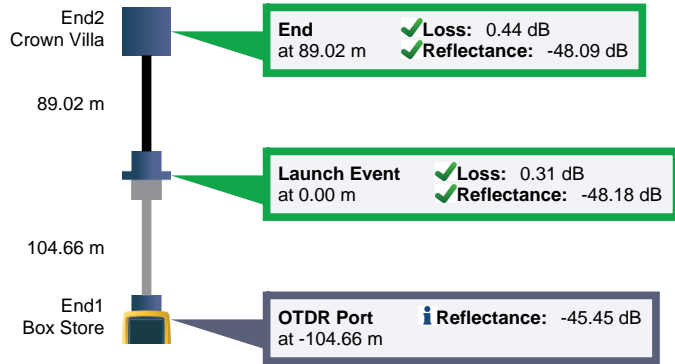 End2
Crown Villa
End Loss: 0.44 dB
at 89.02 m Reflectance: -48.09 dB
89.02 m
Launch Event Loss: 0.31 dB
at 0.00 m Reflectance: -48.18 dB
104.66 m
End1
Box Store
OTDR Port i Reflectance: -45.45 dB
at -104.66 m